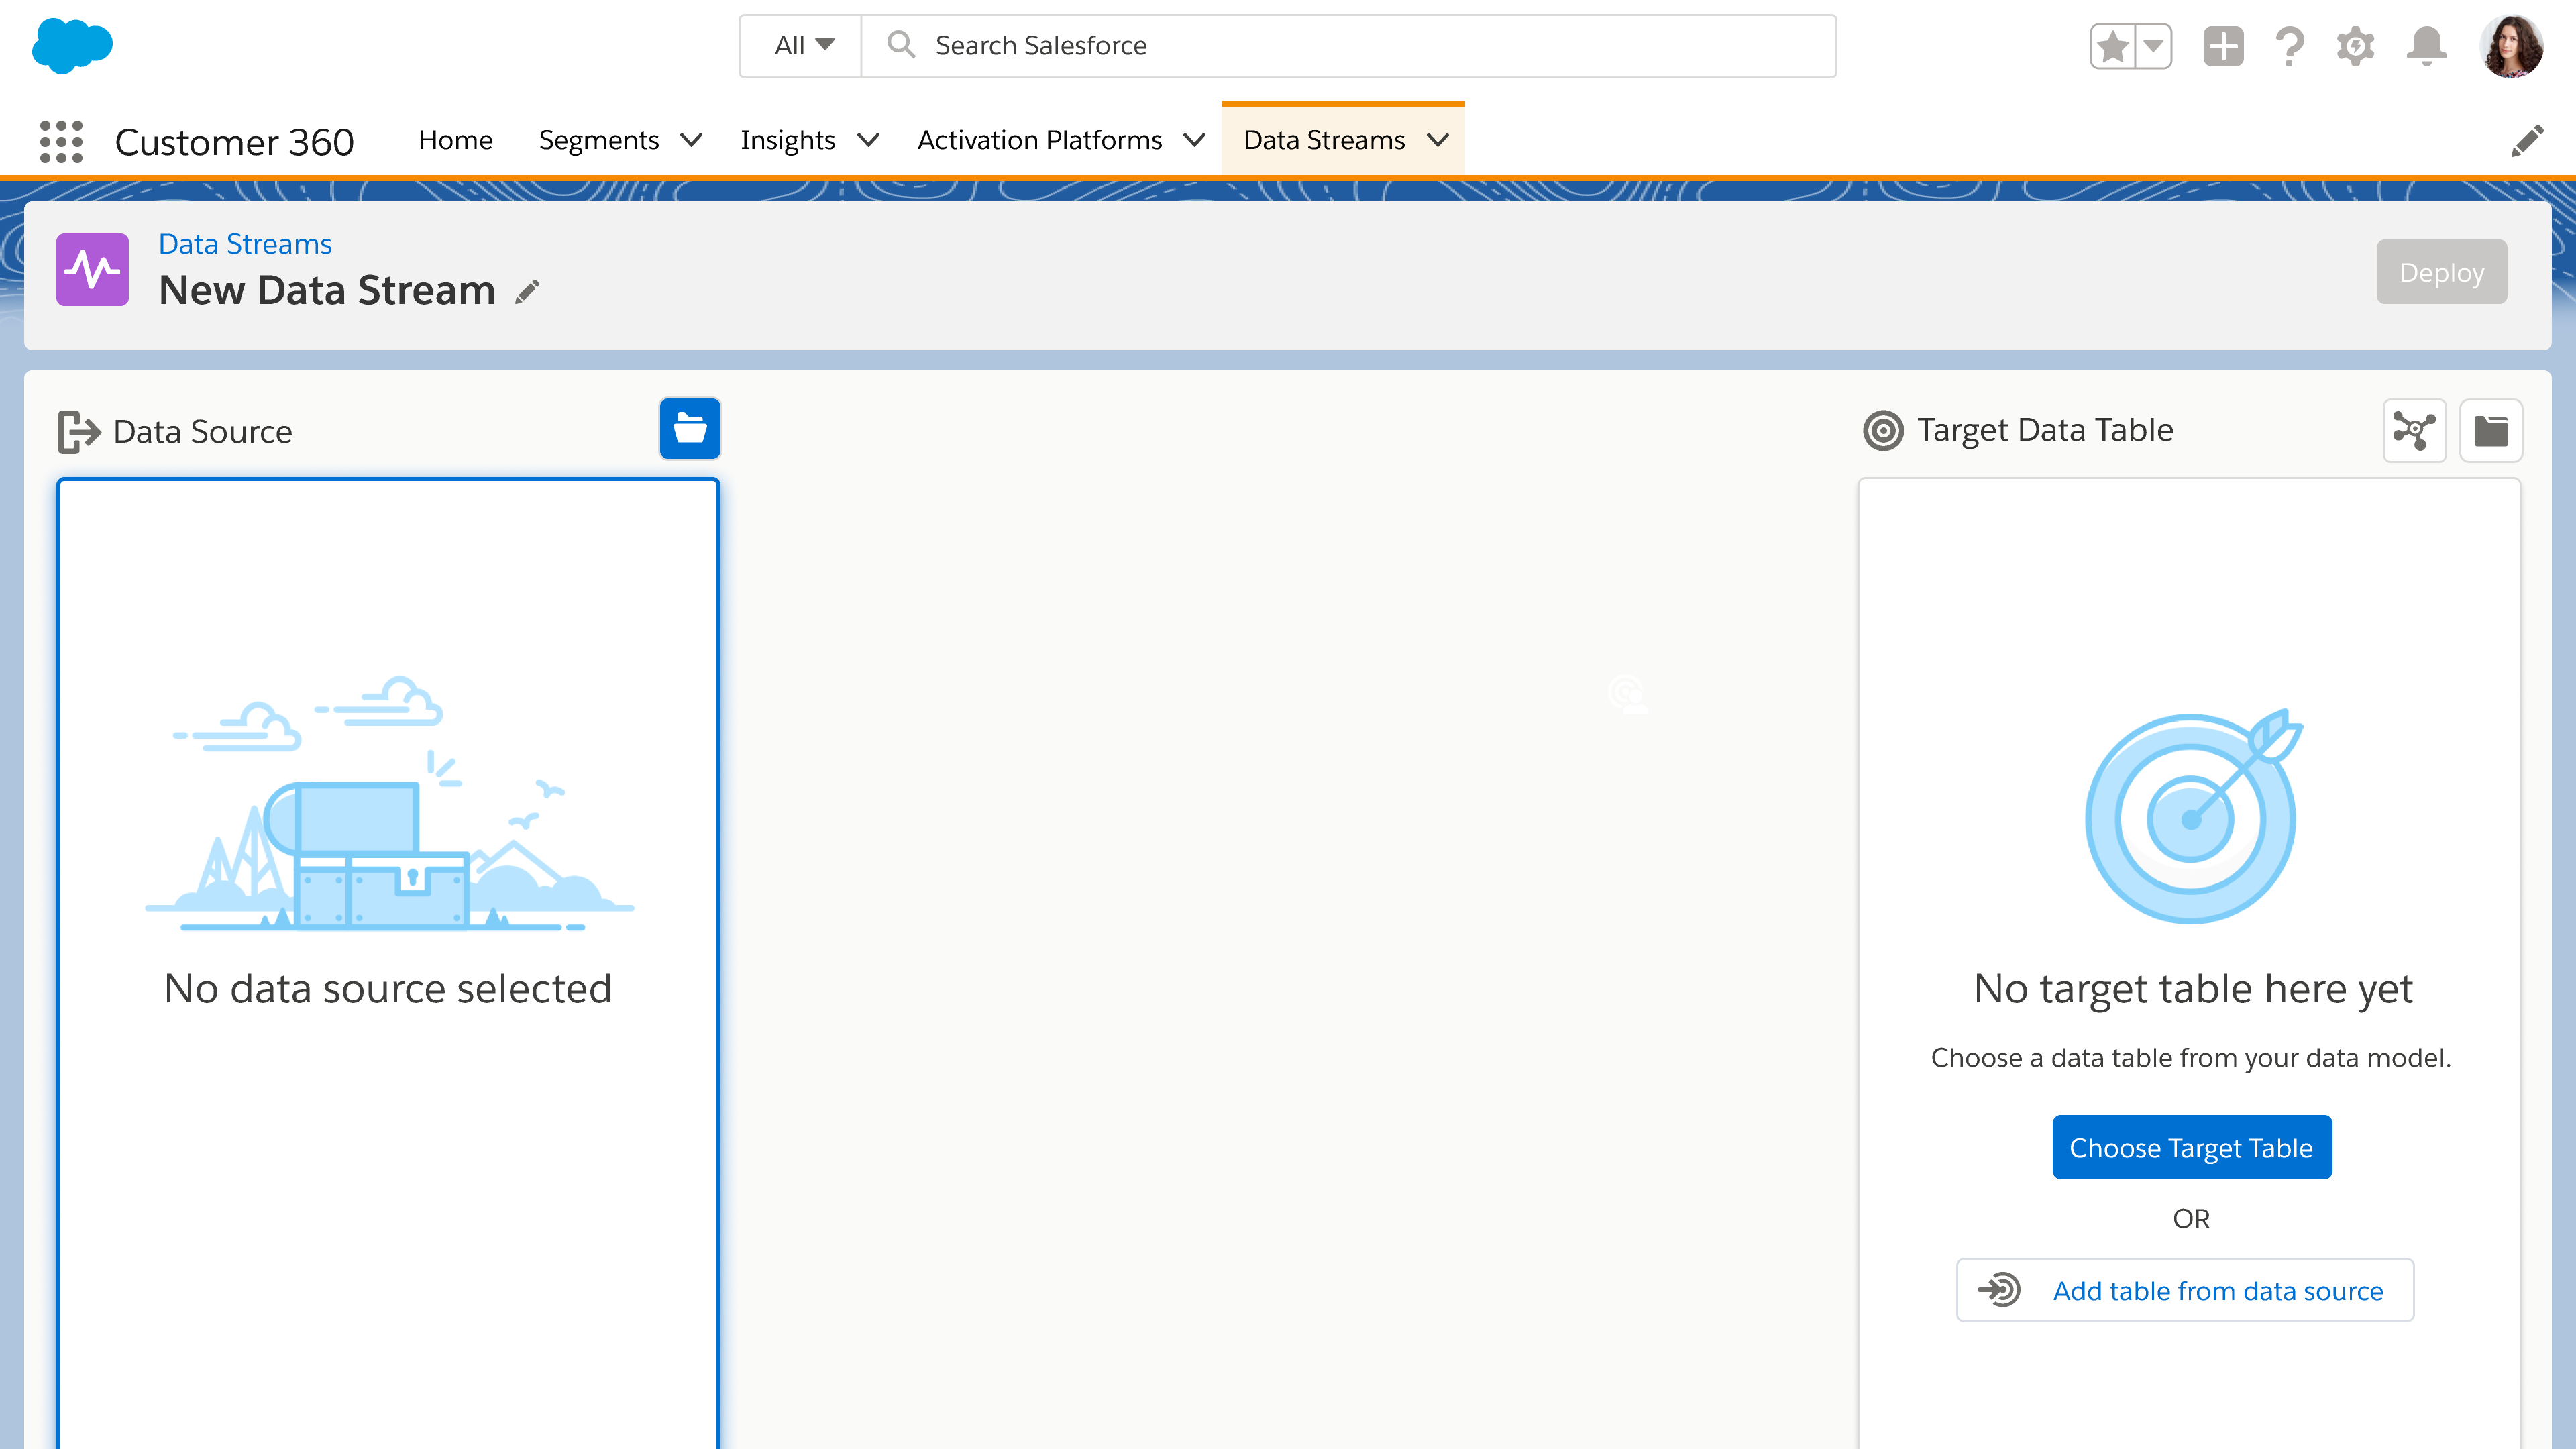 All
Search Salesforce
Customer 360
Home
Segments
Insights
Activation Platforms
Data Streams
Data Streams
New Data Stream
Deploy
Data Source
Target Data Table
No data source selected
No target table here yet
Choose a data table from your data model.
Choose Target Table
OR
Add table from data source